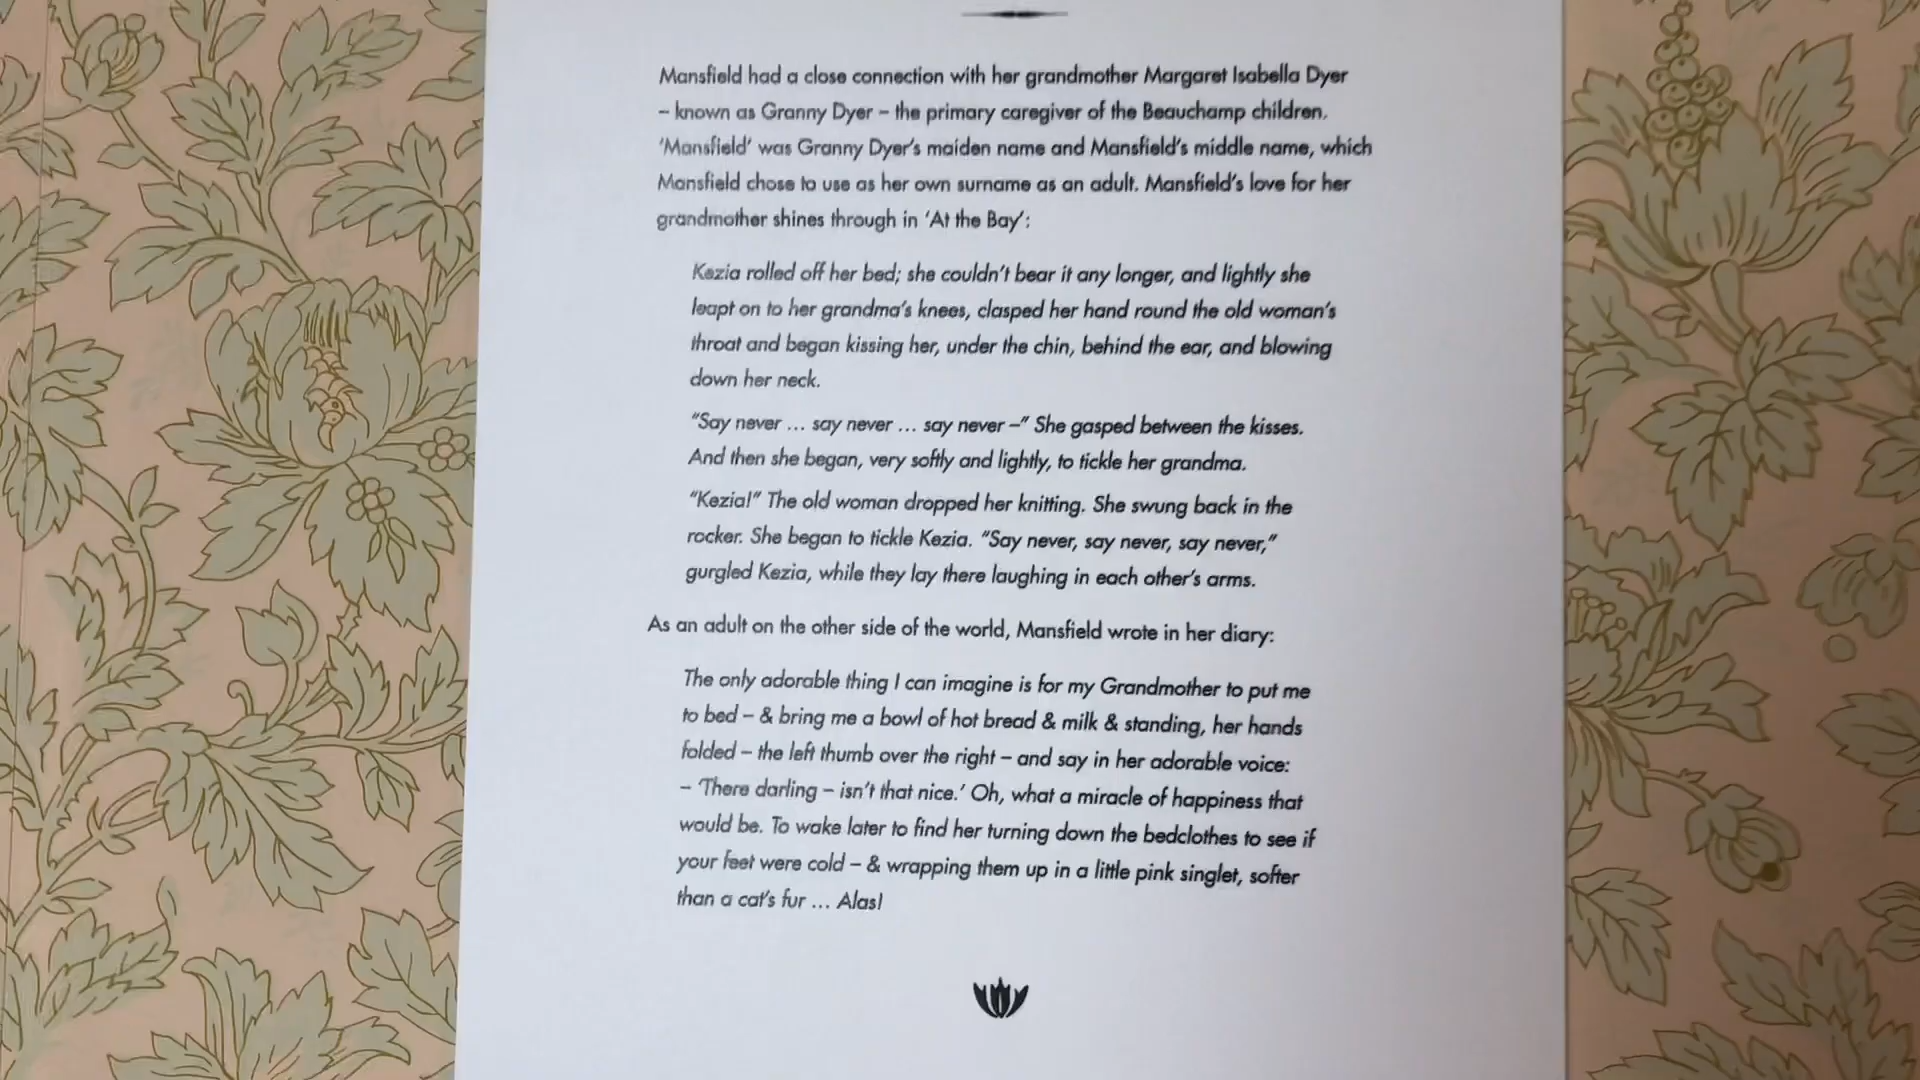 Mansfield had a close connection with her grandmother Margaret Isabella Dyer
– known as Granny Dyer – the primary caregiver of the Beauchamp children.
‘Mansfield’ was Granny Dyer’s maiden name and Mansfield’s middle name, which
Mansfield chose to use as her own surname as an adult. Mansfield’s love for her
grandmother shines through in ‘At the Bay’:
Kezia rolled off her bed; she couldn’t bear it any longer, and lightly she
leapt on to her grandma’s knees, clasped her hand round the old woman’s
throat and began kissing her, under the chin, behind the ear, and blowing
down her neck.
“Say never … say never … say never –” She gasped between the kisses.
And then she began, very softly and lightly, to tickle her grandma.
“Kezia!” The old woman dropped her knitting. She swung back in the
rocker. She began to tickle Kezia. “Say never, say never, say never,”
gurgled Kezia, while they lay there laughing in each other’s arms.
As an adult on the other side of the world, Mansfield wrote in her diary:
The only adorable thing I can imagine is for my Grandmother to put me
to bed – & bring me a bowl of hot bread & milk & standing, her hands
folded – the left thumb over the right – and say in her adorable voice:
– ‘There darling – isn’t that nice.’ Oh, what a miracle of happiness that
would be. To wake later to find her turning down the bedclothes to see if
your feet were cold – & wrapping them up in a little pink singlet, softer
than a cat’s fur … Alas!